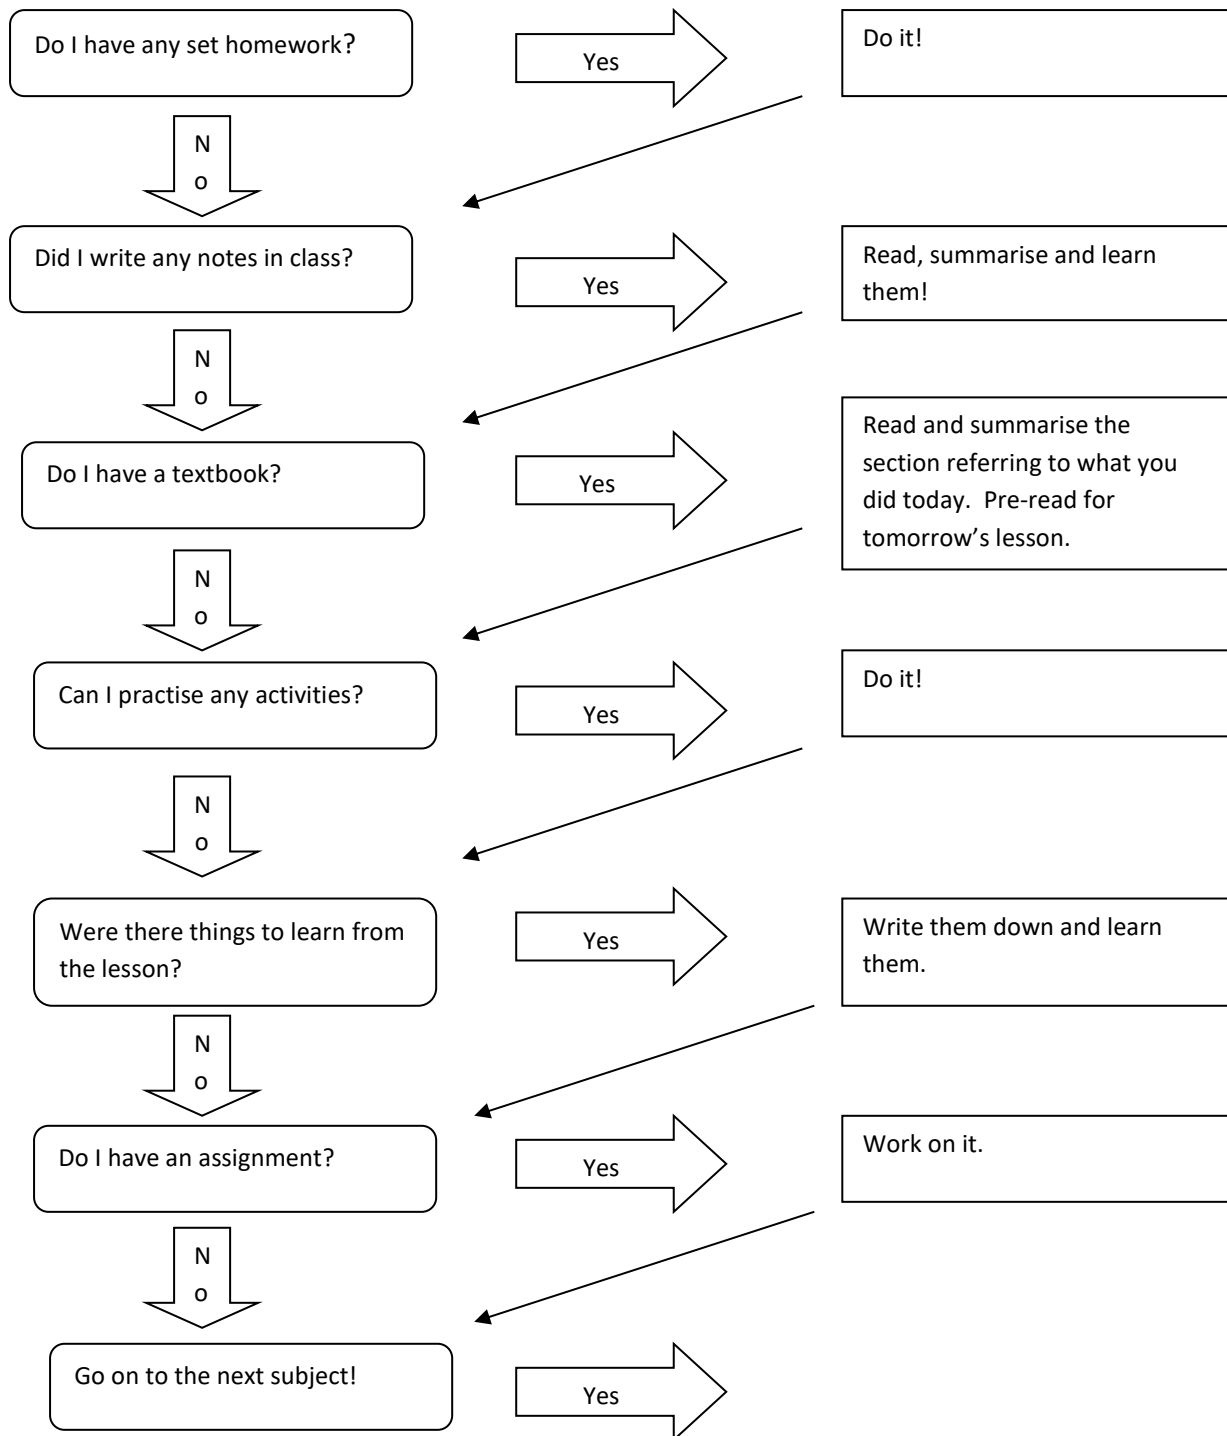 Do I have any set homework?
Yes
Do it!
N
o
Did I write any notes in class?
Yes
Read, summarise and learn
them!
N
o
Do I have a textbook?
Yes
Read and summarise the
section referring to what you
did today.  Pre-read for
tomorrow’s lesson.
N
o
Can I practise any activities?
Yes
Do it!
N
o
Were there things to learn from
the lesson?
Yes
Write them down and learn
them.
N
o
Do I have an assignment?
Yes
Work on it.
N
o
Go on to the next subject!
Yes